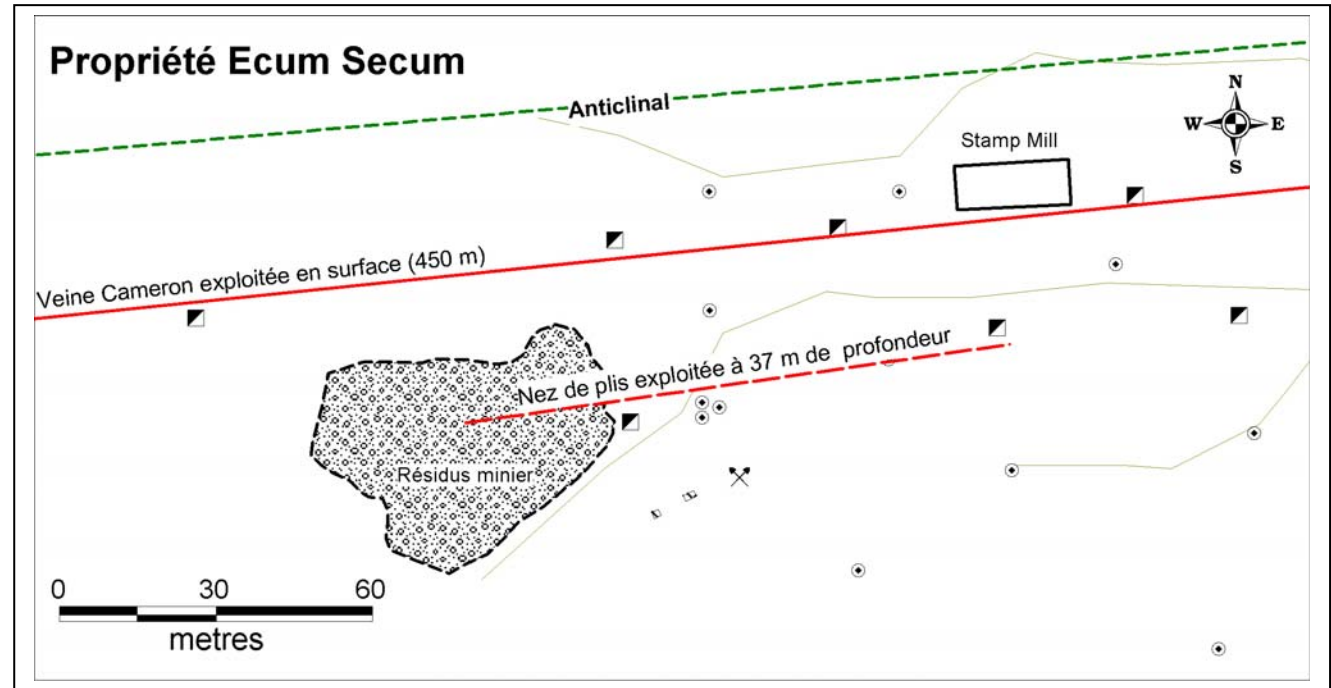 Propriété Ecum Secum
Anticlinal
N
W E
S
Stamp Mill
Veine Cameron exploitée en surface (450 m)
Nez de plis exploitée à 37 m de profondeur
Résidus minier
0 30 60
metres